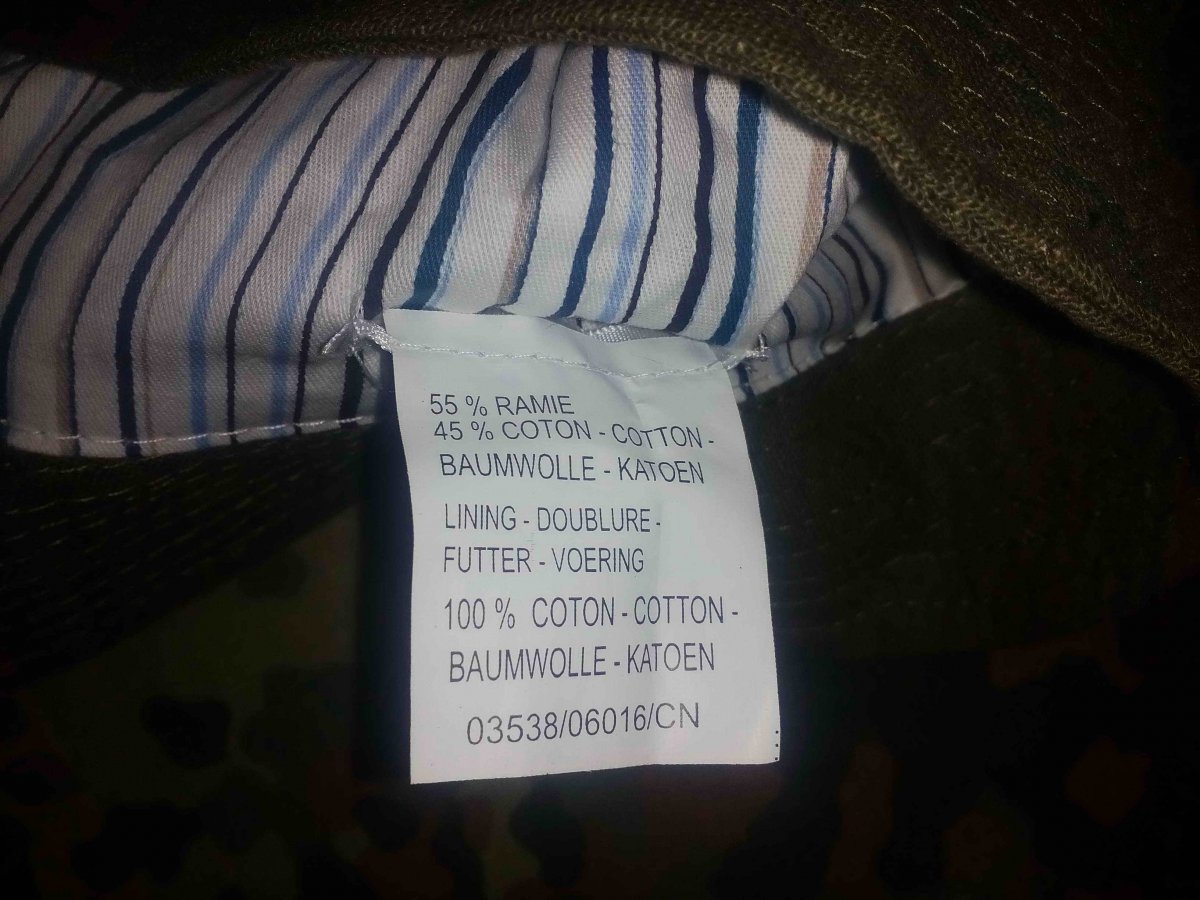 55 % RAMIE
45 % COTON - COTTON -
BAUMWOLLE - KATOEN
LINING - DOUBLURE -
FUTTER - VOERING
100 % COTON - COTTON -
BAUMWOLLE - KATOEN
03538/06016/CN